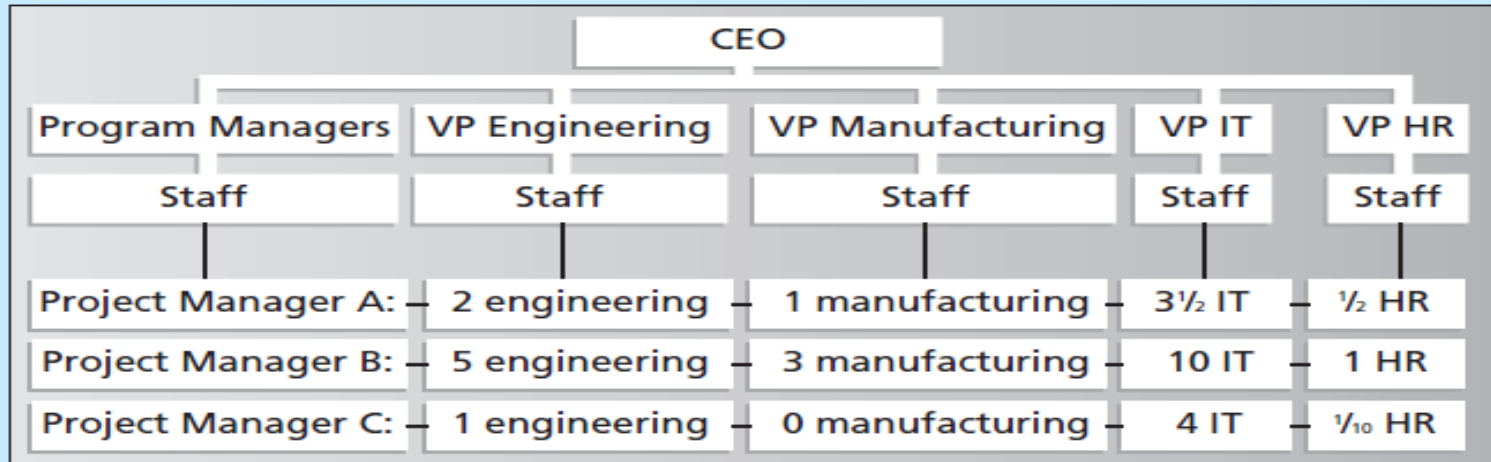 CEO
Program Managers VP Engineering VP Manufacturing VP IT VP HR
Staff Staff Staff Staff Staff
Project Manager A: 2 engineering 1 manufacturing 3½ IT ½ HR
Project Manager B: 5 engineering 3 manufacturing 10 IT 1 HR
Project Manager C: 1 engineering 0 manufacturing 4 IT 1/10 HR